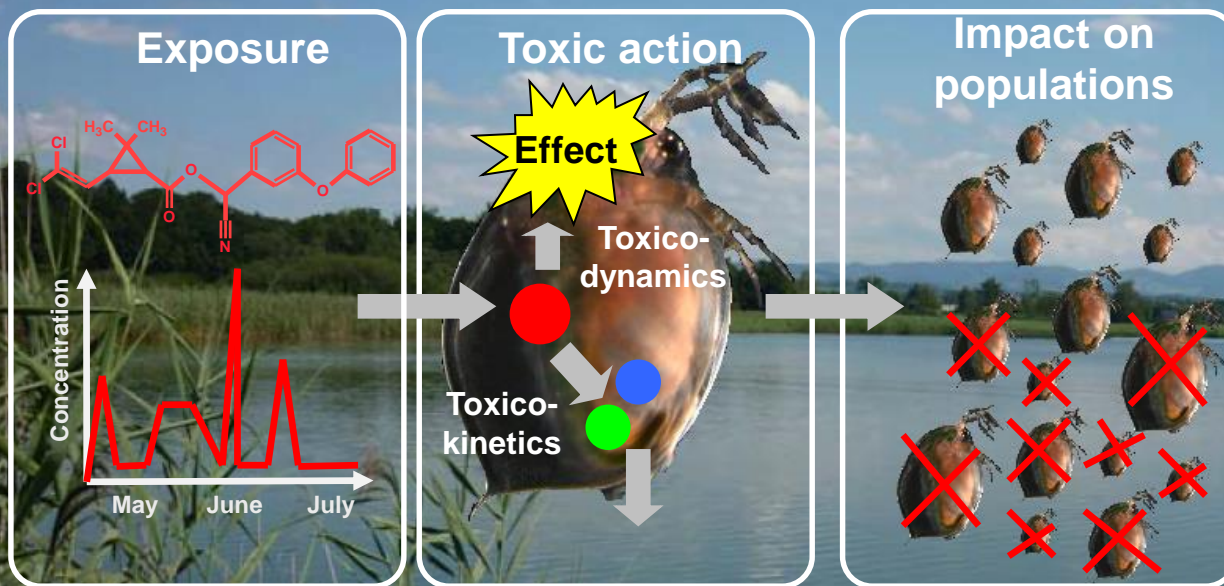 Exposure
H3C
CH3
Cl
Cl
O
O
O
N
Concentration
May
June
July
Toxic action
Effect
Toxico-
dynamics
Toxico-
kinetics
Impact on
populations